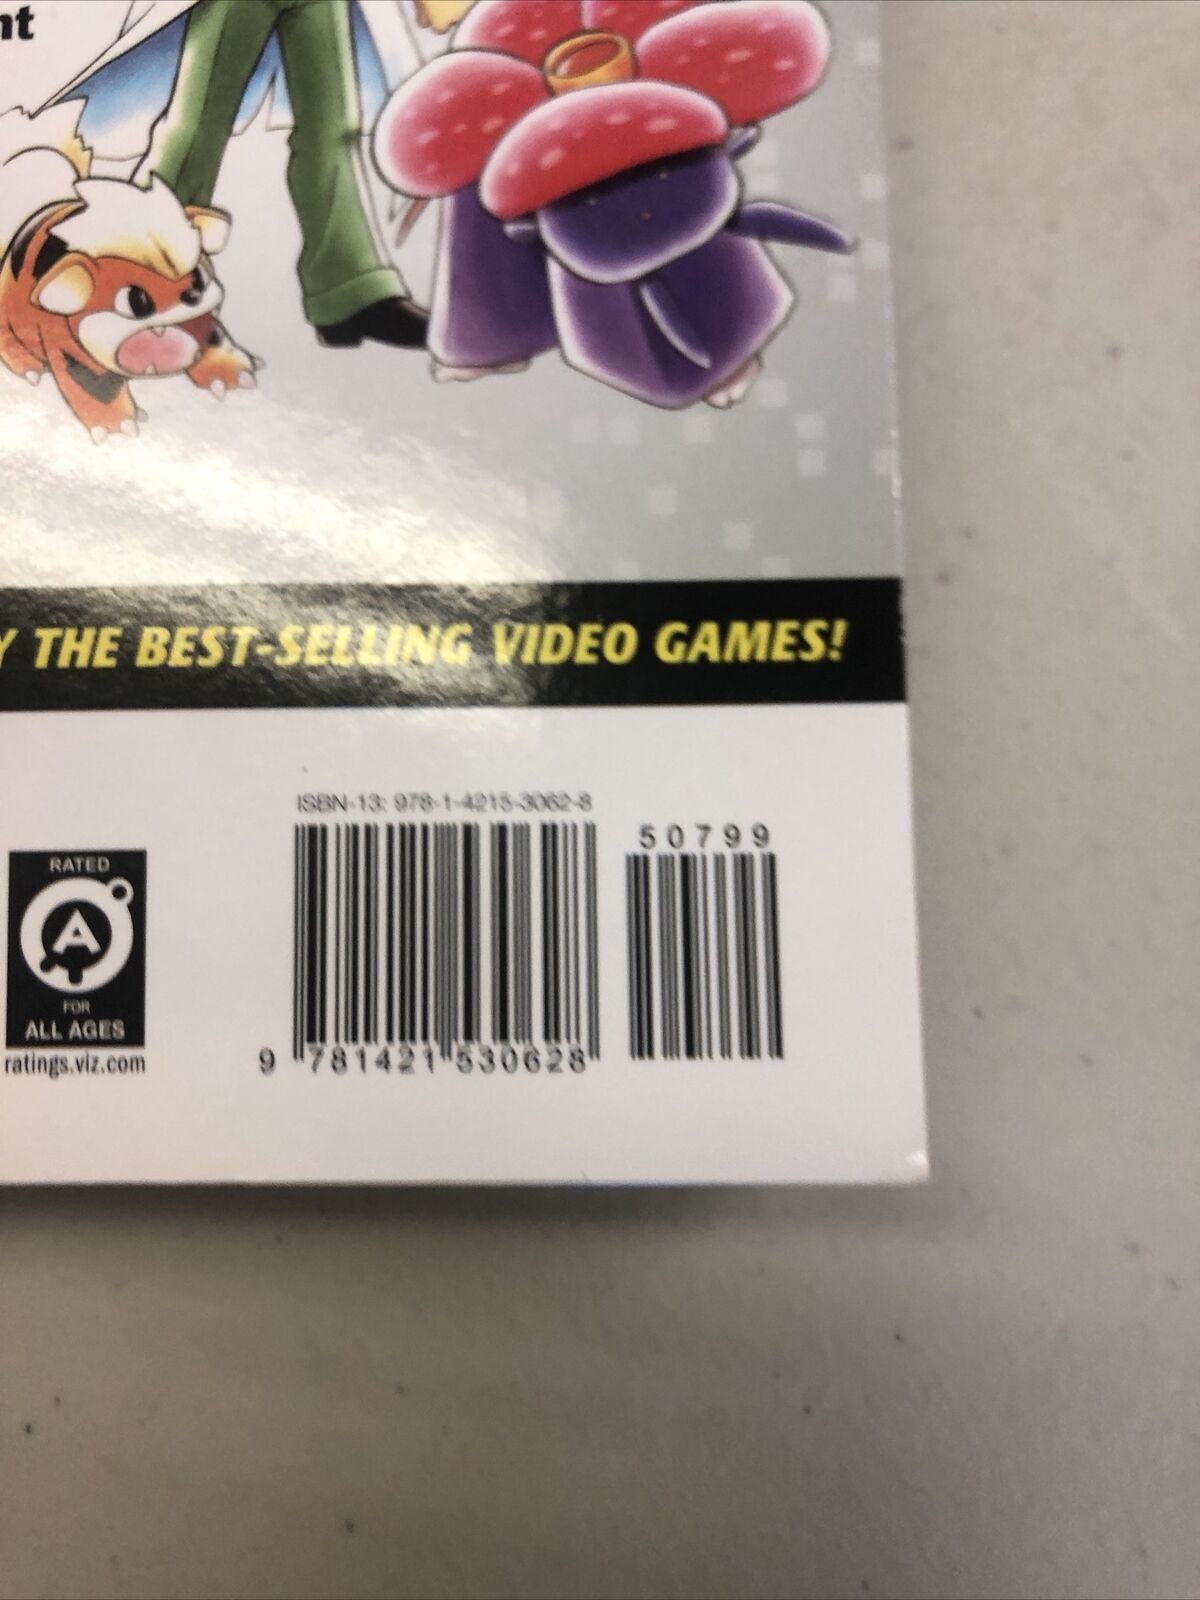 nt
Y THE BEST-SELLING VIDEO GAMES!
ISBN-13: 978-1-4215-3062-8
50799
RATED
A
FOR
ALL AGES
ratings.viz.com
9 781421 530628